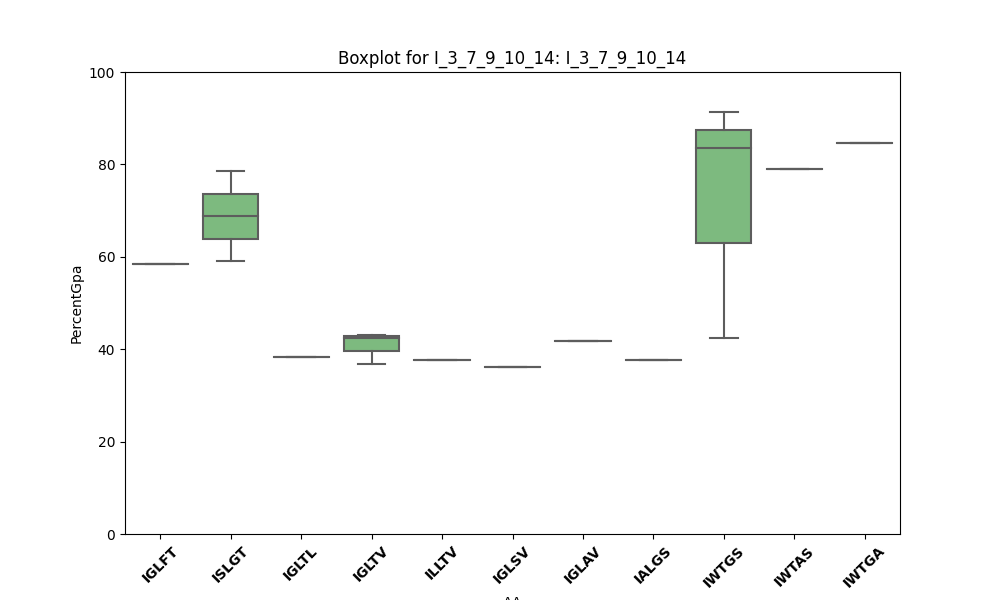 Boxplot for I_3_7_9_10_14: I_3_7_9_10_14
PercentGpa
100
80
60
40
20
0
IGLFT
ISLGT
IGLTL
IGLTV
ILLTV
IGLSV
IGLAV
IALGS
IWTGS
IWTAS
IWTGA